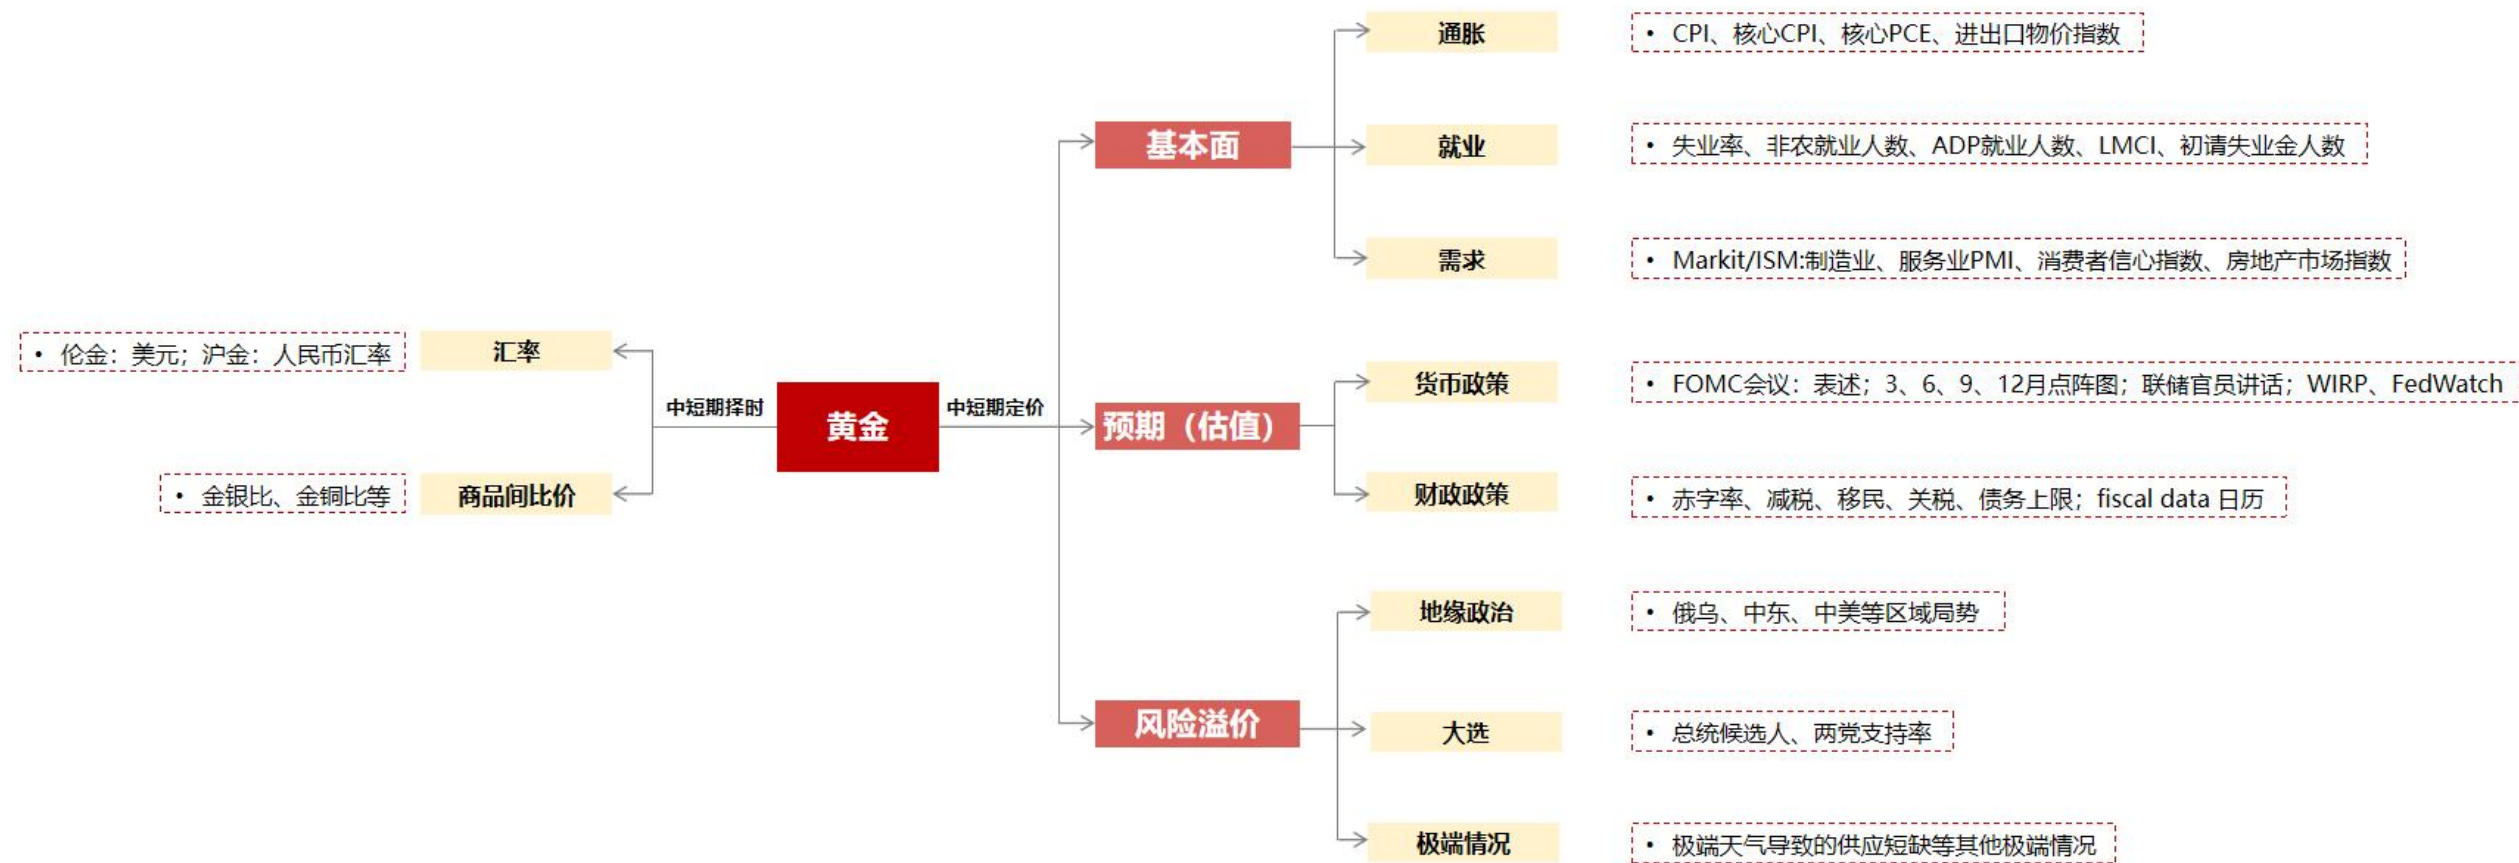 通胀
• CPI、核心CPI、核心PCE、进出口物价指数
基本面
就业
• 失业率、非农就业人数、ADP就业人数、LMCI、初请失业金人数
需求
• Markit/ISM:制造业、服务业PMI、消费者信心指数、房地产市场指数
• 伦金：美元；沪金：人民币汇率
汇率
中短期择时
黄金
中短期定价
预期（估值）
货币政策
• FOMC会议：表述；3、6、9、12月点阵图；联储官员讲话；WIRP、FedWatch
• 金银比、金铜比等
商品间比价
财政政策
• 赤字率、减税、移民、关税、债务上限；fiscal data 日历
地缘政治
• 俄乌、中东、中美等区域局势
风险溢价
大选
• 总统候选人、两党支持率
极端情况
• 极端天气导致的供应短缺等其他极端情况